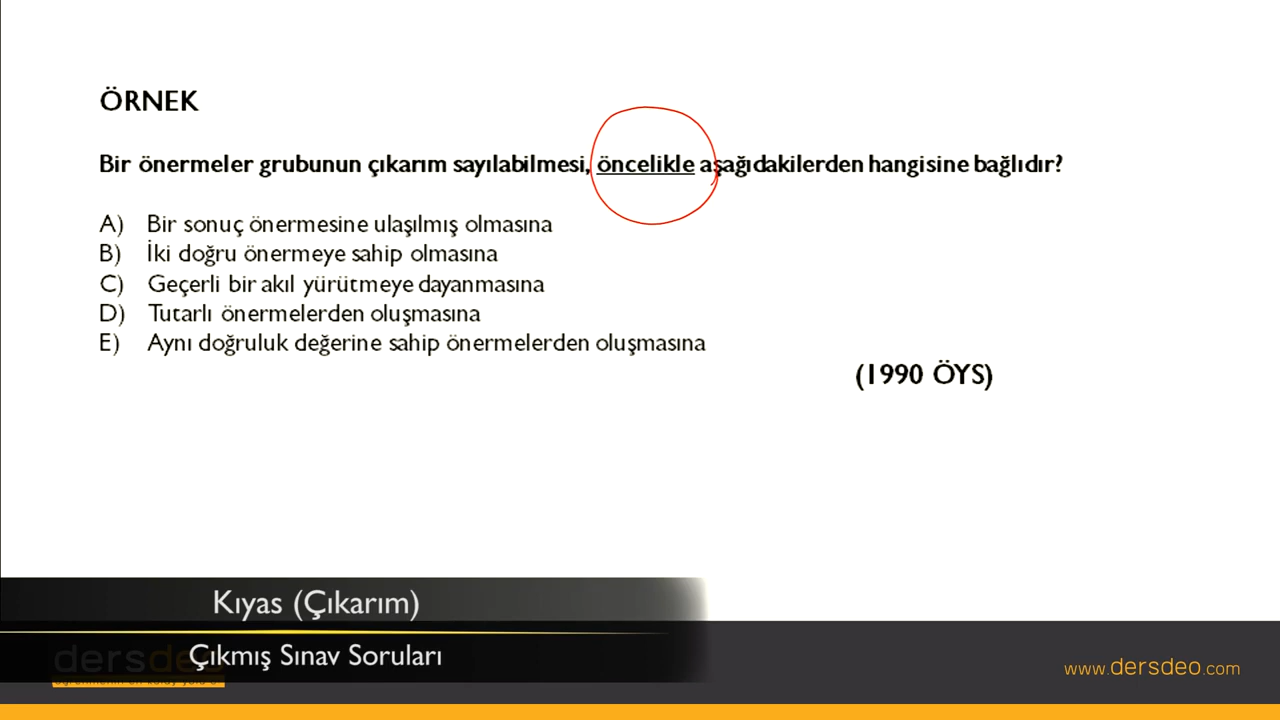 ÖRNEK
Bir önermeler grubunun çıkarım sayılabilmesi, öncelikle aşağıdakilerden hangisine bağlıdır?
A) Bir sonuç önermesine ulaşılmış olmasına
B) İki doğru önermeye sahip olmasına
C) Geçerli bir akıl yürütmeye dayanmasına
D) Tutarlı önermelerden oluşmasına
E) Aynı doğruluk değerine sahip önermelerden oluşmasına
(1990 ÖYS)
Kıyas (Çıkarım)
Çıkmış Sınav Soruları
dersdeo
www.dersdeo.com